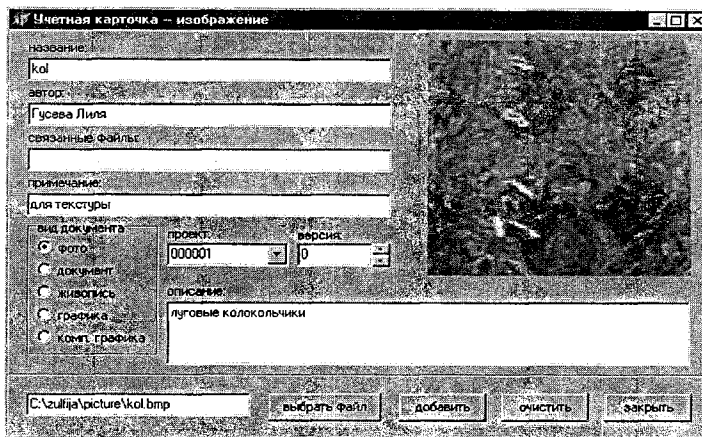 Учетная карточка -- изображение
название:
kol
автор:
Гусева Лиля
связанные файлы:
примечание:
для текстуры
вид документа
фото
документ
живопись
графика
комп. графика
проект:
000001
версия:
0
описание:
луговые колокольчики
C:\zulfija\picture\kol.bmp
выбрать файл
добавить
очистить
закрыть